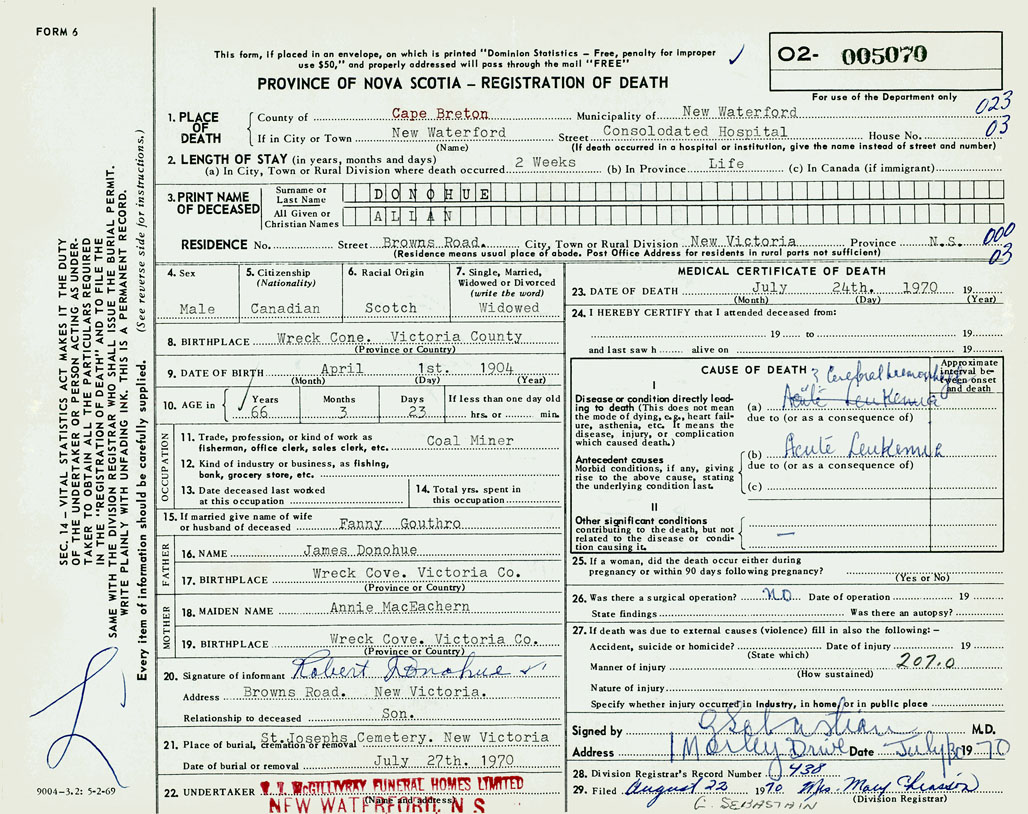 FORM 6
This form, if placed in an envelope, on which is printed "Dominion Statistics – Free, penalty for improper
use $50," and properly addressed will pass through the mail "FREE"
PROVINCE OF NOVA SCOTIA – REGISTRATION OF DEATH
02- 005070
For use of the Department only
023
03
1. PLACE OF DEATH
County of Cape Breton Municipality of New Waterford
If in City or Town New Waterford Street Consolodated Hospital House No.
(Name) (If death occurred in a hospital or institution, give the name instead of street and number)
2. LENGTH OF STAY (in years, months and days)
(a) In City, Town or Rural Division where death occurred 2 Weeks (b) In Province Life (c) In Canada (if immigrant)
3. PRINT NAME OF DECEASED
Surname or Last Name DONOHUE
All Given or Christian Names ALLAN
RESIDENCE No. Street Browns Road. City, Town or Rural Division New Victoria Province N.S.
000
03
(Residence means usual place of abode. Post Office Address for residents in rural parts not sufficient)
4. Sex
Male
5. Citizenship
(Nationality)
Canadian
6. Racial Origin
Scotch
7. Single, Married,
Widowed or Divorced
(write the word)
Widowed
8. BIRTHPLACE Wreck Cone. Victoria County
(Province or Country)
9. DATE OF BIRTH April 1st. 1904
(Month) (Day) (Year)
10. AGE in Years Months Days If less than one day old
66 3 23 hrs. or min.
OCCUPATION
11. Trade, profession, or kind of work as
fisherman, office clerk, sales clerk, etc. Coal Miner
12. Kind of industry or business, as fishing,
bank, grocery store, etc.
13. Date deceased last worked
at this occupation
14. Total yrs. spent in
this occupation
15. If married give name of wife
or husband of deceased Fanny Gouthro
FATHER
16. NAME James Donohue
17. BIRTHPLACE Wreck Cove. Victoria Co.
(Province or Country)
MOTHER
18. MAIDEN NAME Annie MacEachern
19. BIRTHPLACE Wreck Cove. Victoria Co.
(Province or Country)
20. Signature of informant Robert Donohue
Address Browns Road. New Victoria.
Relationship to deceased Son.
21. Place of burial, cremation or removal St.Josephs Cemetery. New Victoria
Date of burial or removal July 27th. 1970
22. UNDERTAKER V. J. McGILLIVRAY FUNERAL HOMES LIMITED
(Name and address)
NEW WATERFORD, N S
MEDICAL CERTIFICATE OF DEATH
23. DATE OF DEATH July 24th. 1970 19
(Month) (Day) (Year)
24. I HEREBY CERTIFY that I attended deceased from:
19 to 19
and last saw h alive on 19
CAUSE OF DEATH
Approximate
interval be-
tween onset
and death
I
Cerebral haemorrhage
Disease or condition directly lead-
ing to death (This does not mean
the mode of dying, e.g., heart fail-
ure, asthenia, etc. It means the
disease, injury, or complication
which caused death.)
(a) Acute Leukemia
due to (or as a consequence of)
Antecedent causes
Morbid conditions, if any, giving
rise to the above cause, stating
the underlying condition last.
(b) Acute Leukemia
due to (or as a consequence of)
(c)
II
Other significant conditions
contributing to the death, but not
related to the disease or condi-
tion causing it.
—
25. If a woman, did the death occur either during
pregnancy or within 90 days following pregnancy?
(Yes or No)
26. Was there a surgical operation? NO Date of operation 19
State findings Was there an autopsy?
27. If death was due to external causes (violence) fill in also the following: –
Accident, suicide or homicide? Date of injury 19
(State which)
Manner of injury 207.0
(How sustained)
Nature of injury
Specify whether injury occurred in Industry, in home, or in public place
Signed by G Sebastian M.D.
Address 1 Morley Drive Date July 30 1970
28. Division Registrar's Record Number 438
29. Filed August 22 1970 Mrs. Mary Chiasson
(Division Registrar)
G. SEBASTAIN
SEC. 14 – VITAL STATISTICS ACT MAKES IT THE DUTY
OF THE UNDERTAKER OR PERSON ACTING AS UNDER-
TAKER TO OBTAIN ALL THE PARTICULARS REQUIRED
IN THE "REGISTRATION OF DEATH" AND TO FILE THE
SAME WITH THE DIVISION REGISTRAR WHO SHALL ISSUE THE BURIAL PERMIT.
WRITE PLAINLY WITH UNFADING INK. THIS IS A PERMANENT RECORD.
Every item of information should be carefully supplied. (See reverse side for instructions.)
9004–3.2: 5-2-69